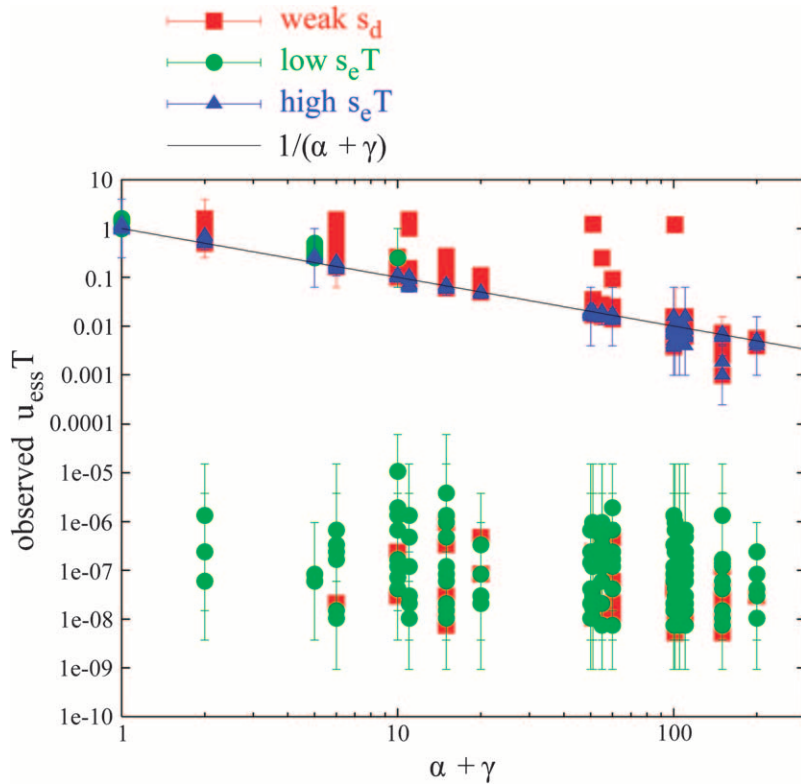 weak s_d
low s_eT
high s_eT
1/(α + γ)
10
1
0.1
0.01
0.001
0.0001
1e-05
1e-06
1e-07
1e-08
1e-09
1e-10
observed u_essT
1
10
100
α + γ